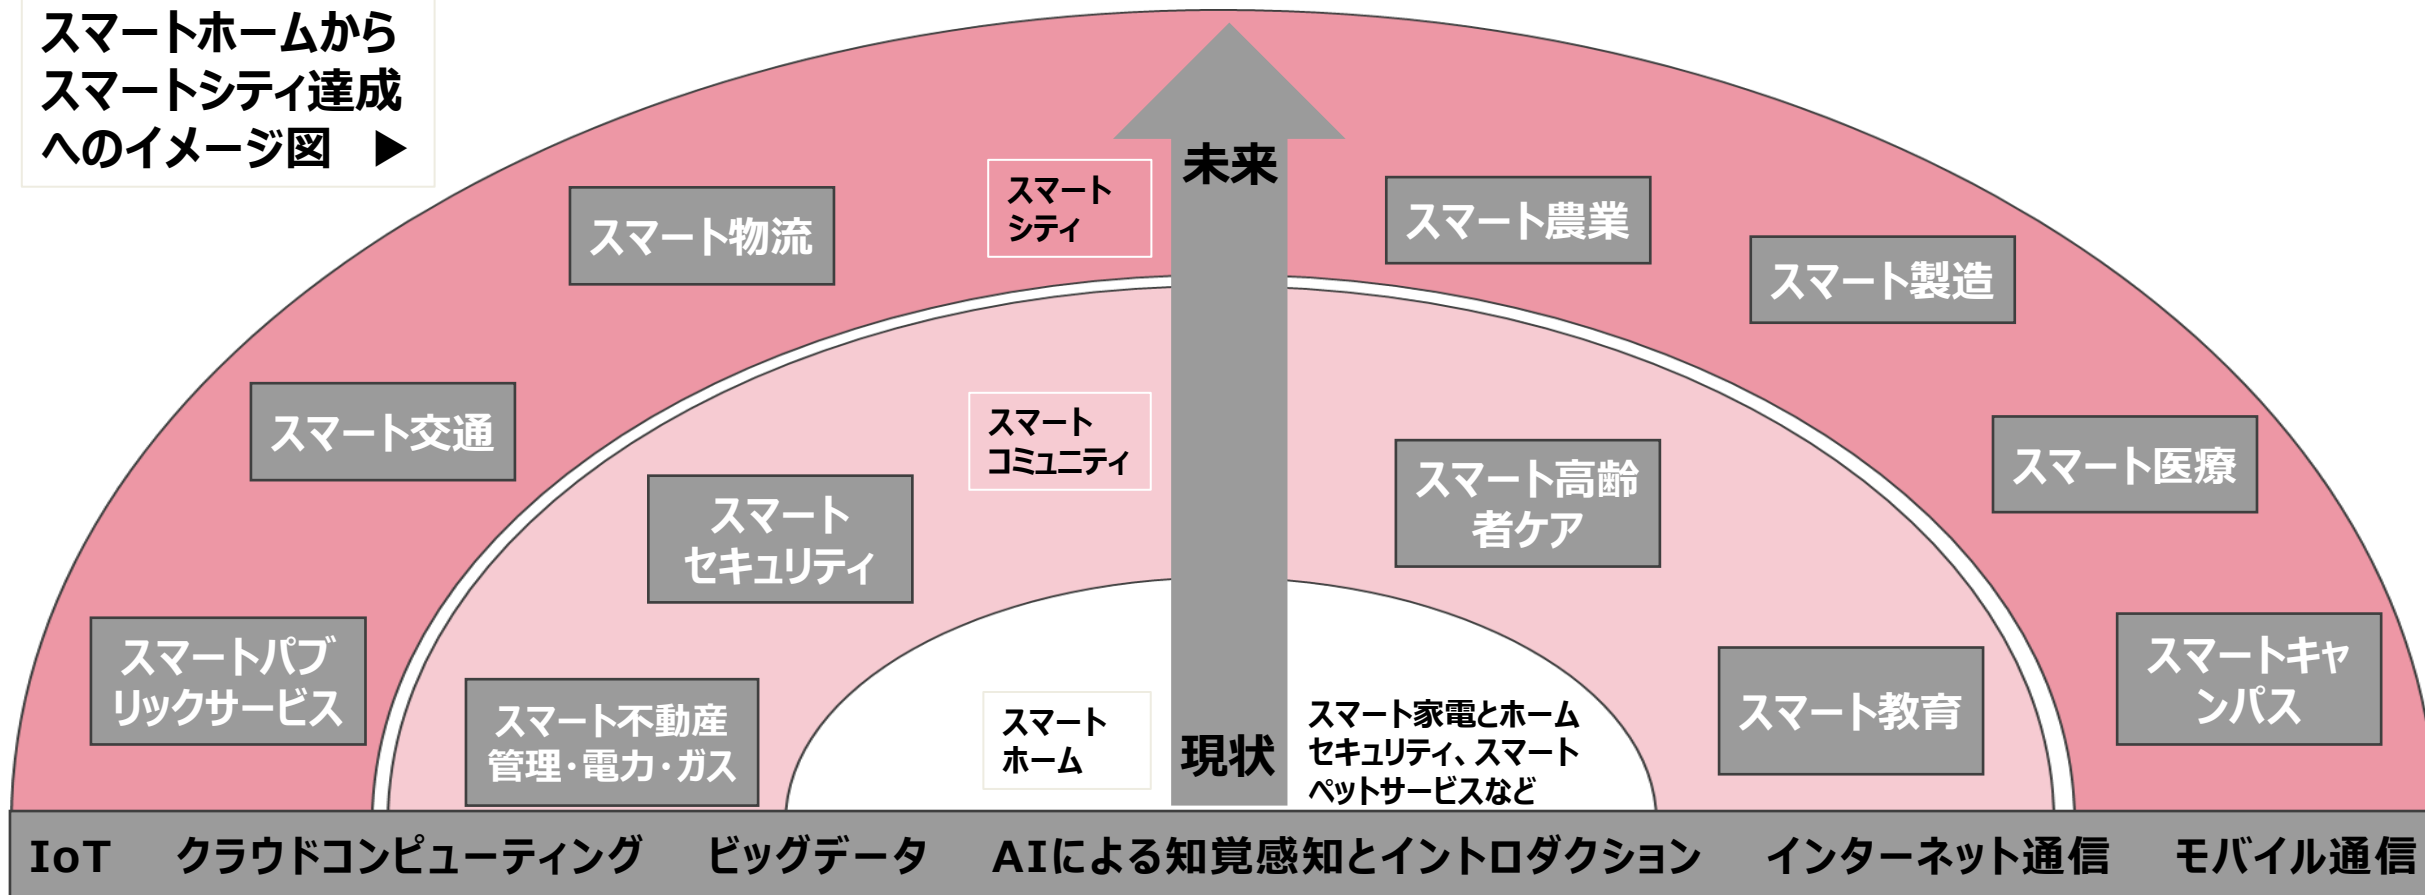 スマートホームから
スマートシティ達成
へのイメージ図 ▶
未来
スマート
シティ
スマート物流
スマート農業
スマート製造
スマート交通
スマート医療
スマートパブ
リックサービス
スマートキャ
ンパス
スマート
コミュニティ
スマート
セキュリティ
スマート高齢
者ケア
スマート不動産
管理・電力・ガス
スマート教育
スマート
ホーム
現状
スマート家電とホーム
セキュリティ、スマート
ペットサービスなど
IoT クラウドコンピューティング ビッグデータ AIによる知覚感知とイントロダクション インターネット通信 モバイル通信